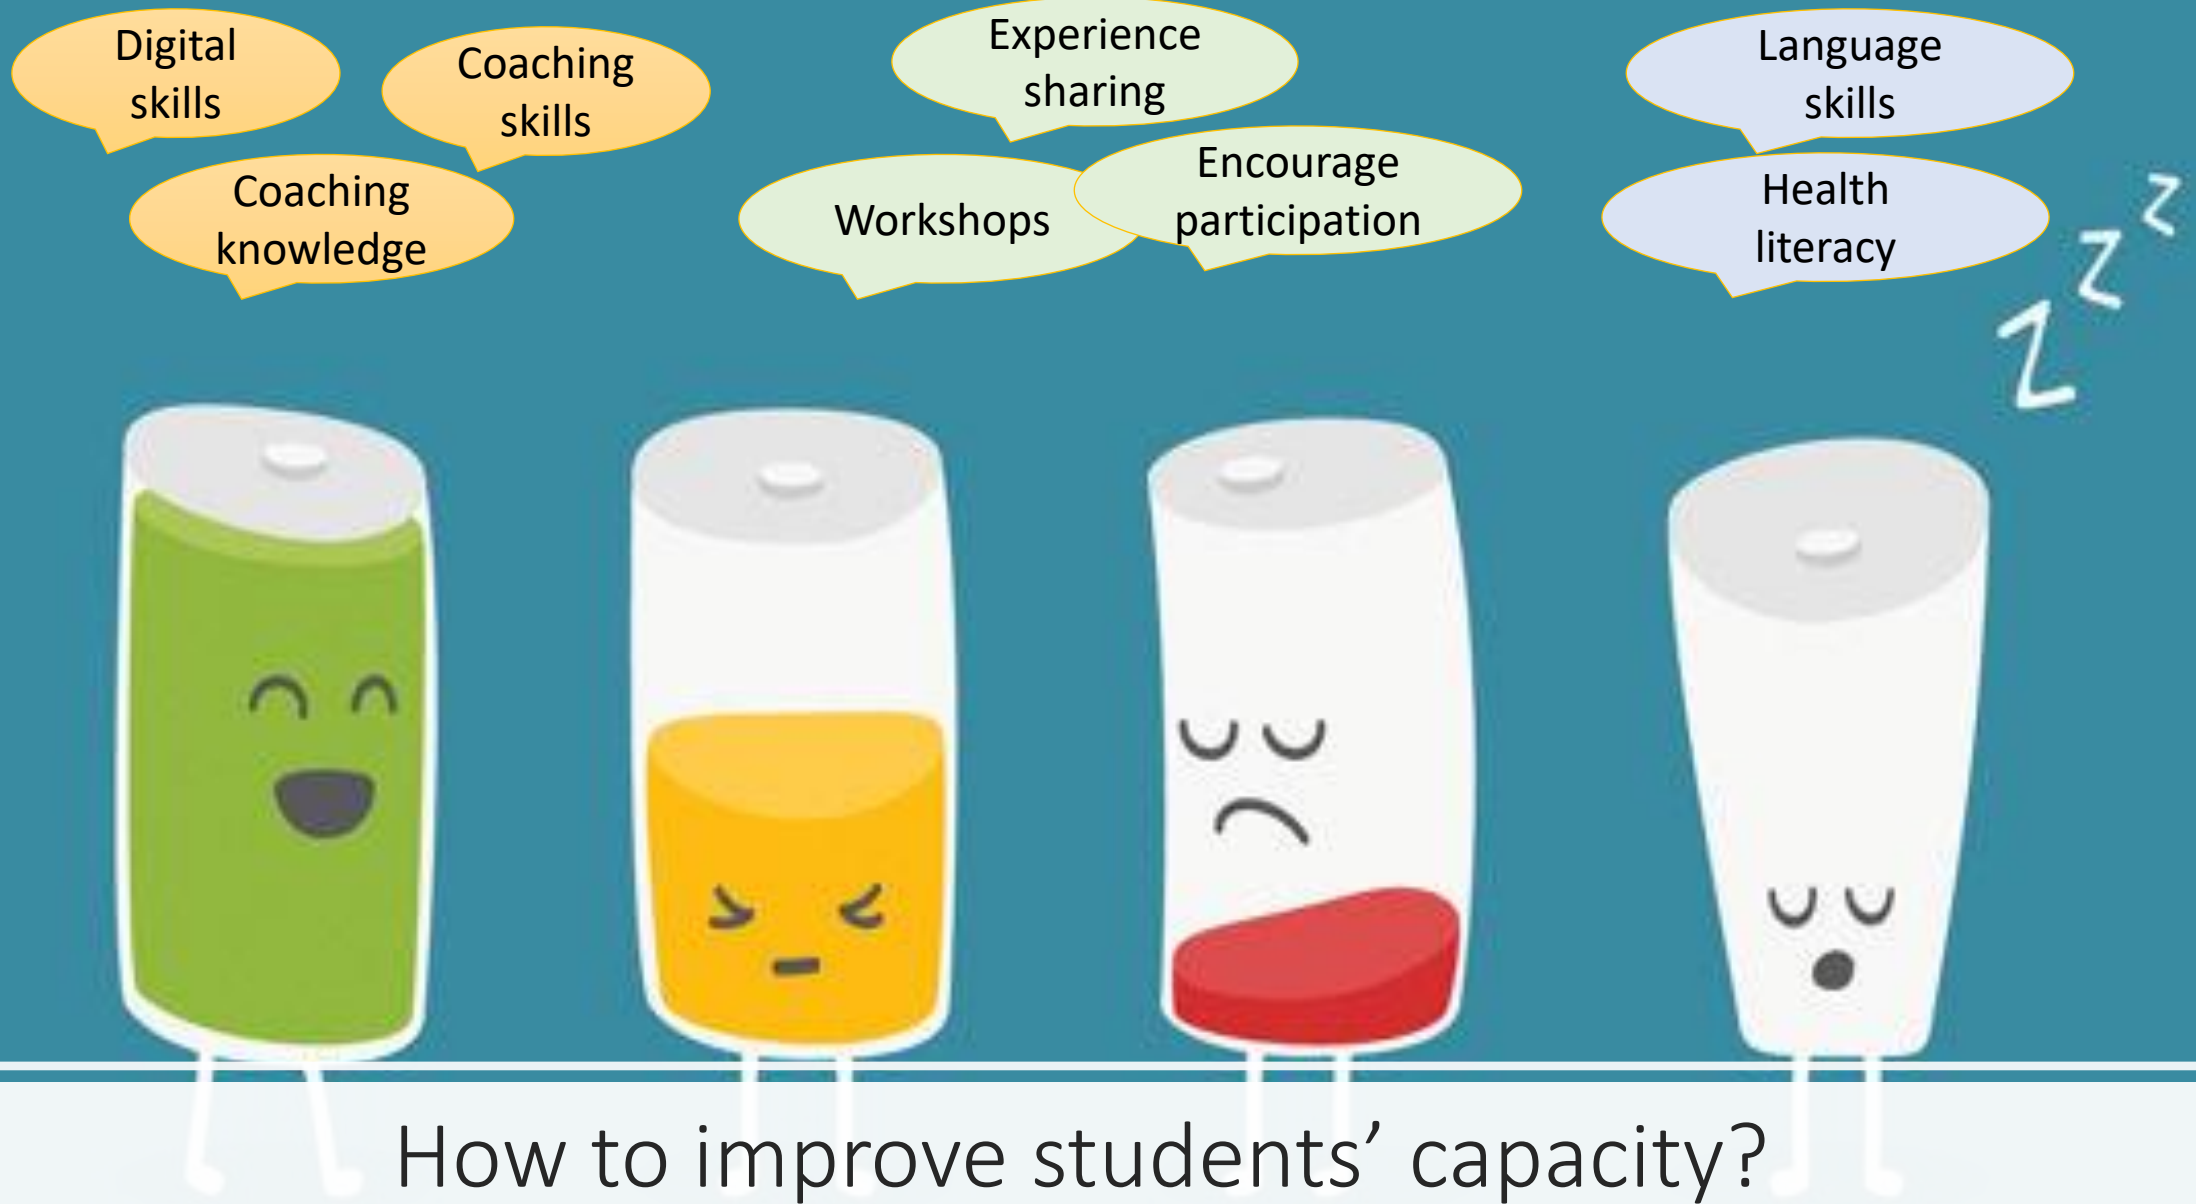 Digital
skills
Coaching
skills
Coaching
knowledge
Experience
sharing
Workshops
Encourage
participation
Language
skills
Health
literacy
z
z
z
How to improve students’ capacity?